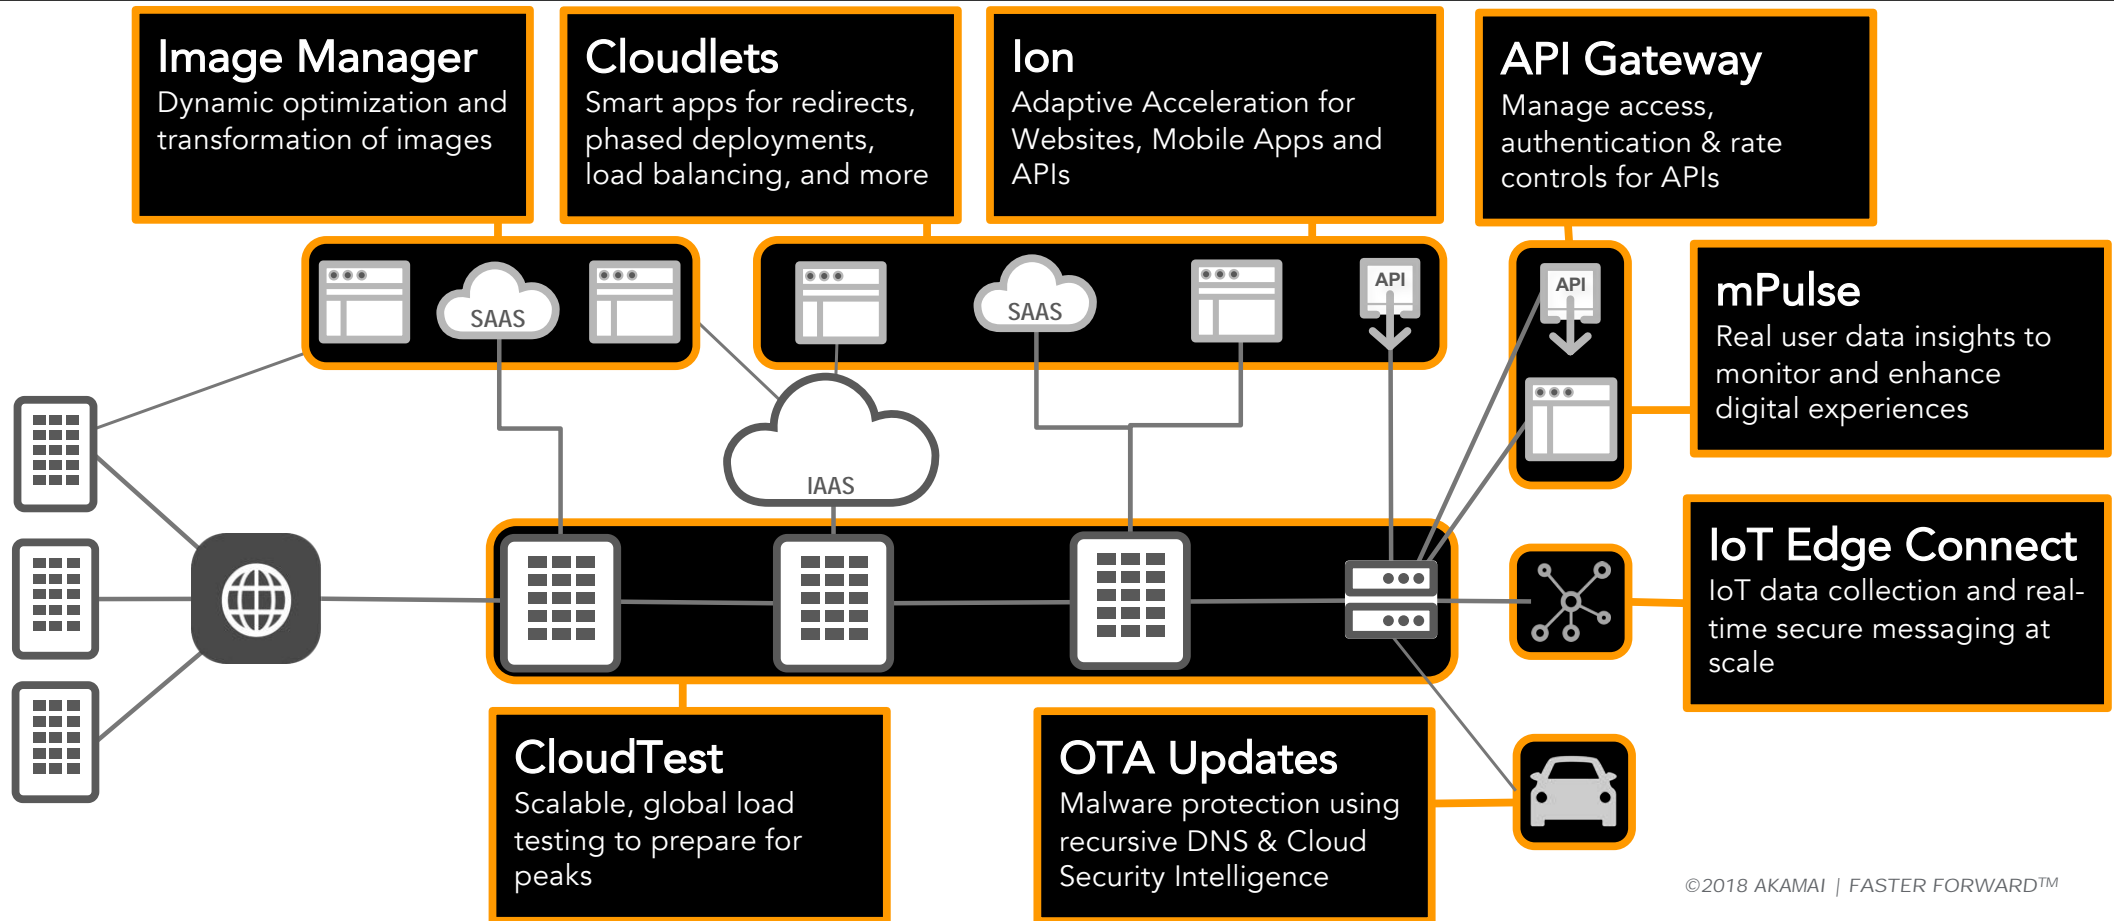 Image Manager
Dynamic optimization and
transformation of images
Cloudlets
Smart apps for redirects,
phased deployments,
load balancing, and more
Ion
Adaptive Acceleration for
Websites, Mobile Apps and
APIs
API Gateway
Manage access,
authentication & rate
controls for APIs
SAAS
SAAS
API
API
mPulse
Real user data insights to
monitor and enhance
digital experiences
IAAS
IoT Edge Connect
IoT data collection and real-
time secure messaging at
scale
CloudTest
Scalable, global load
testing to prepare for
peaks
OTA Updates
Malware protection using
recursive DNS & Cloud
Security Intelligence
©2018 AKAMAI | FASTER FORWARD™